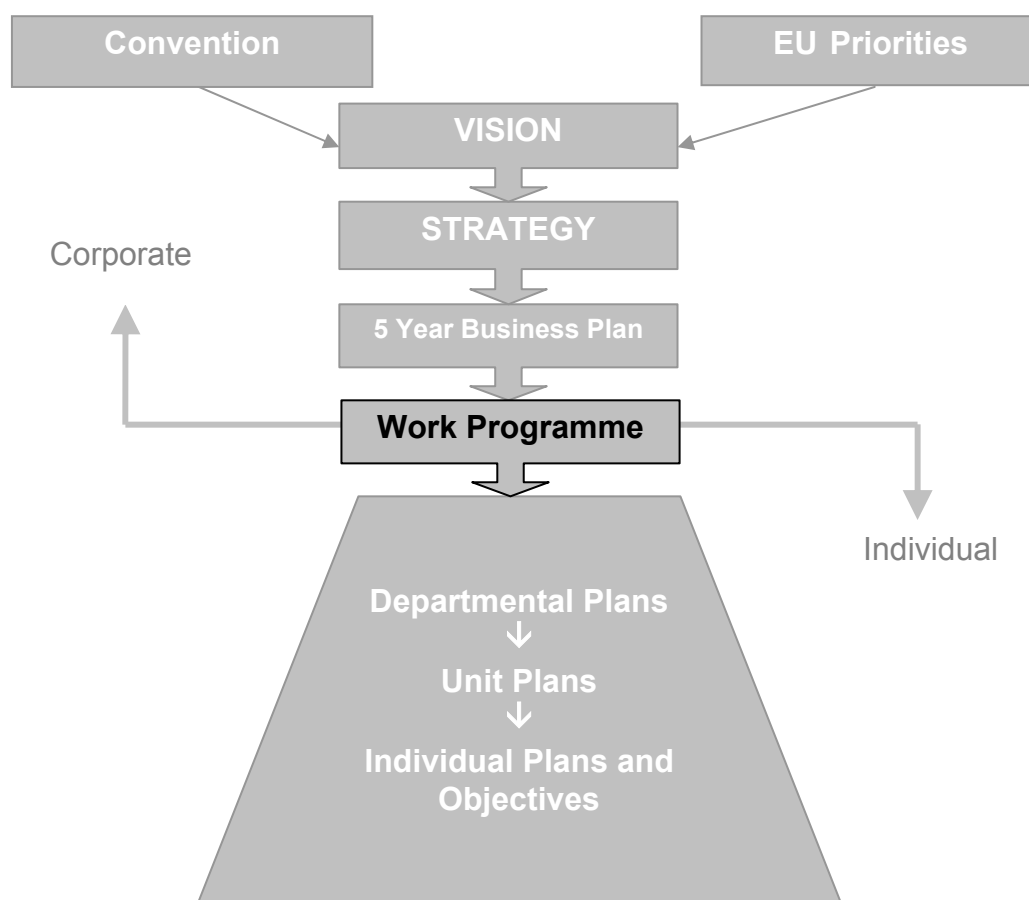 Convention
EU Priorities
VISION
STRATEGY
Corporate
5 Year Business Plan
Work Programme
Individual
Departmental Plans
Unit Plans
Individual Plans and
Objectives